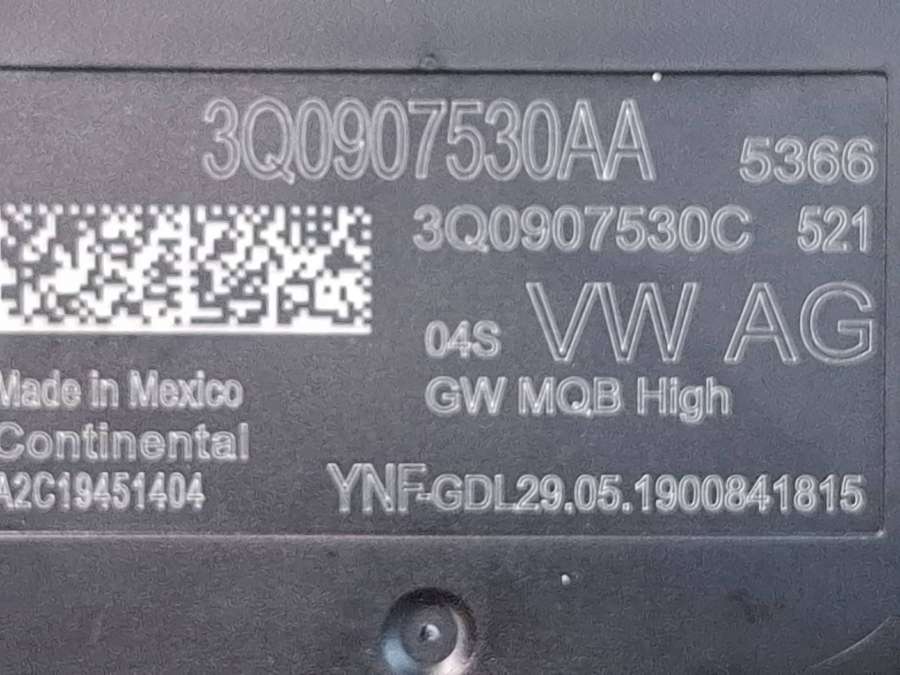 3Q0907530AA 5366
3Q0907530C 521
04S VW AG
GW MQB High
Made in Mexico
Continental
A2C19451404
YNF-GDL29.05.1900841815